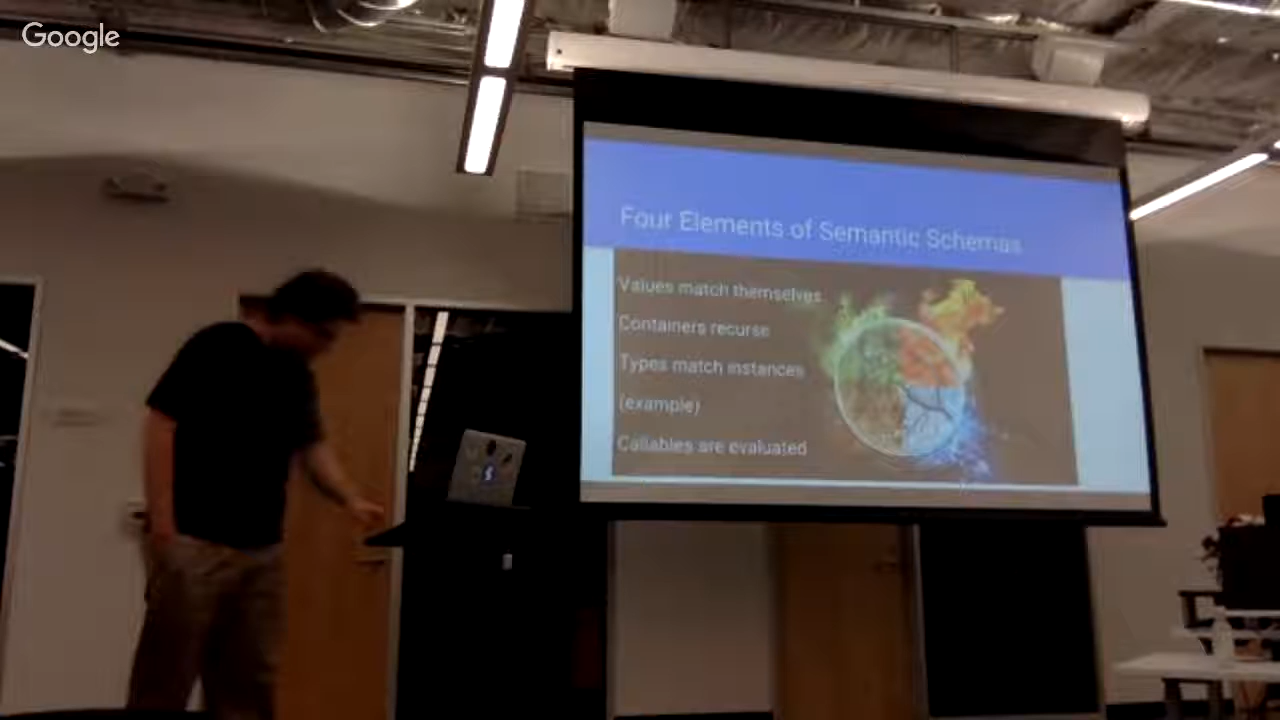 Google
Four Elements of Semantic Schemas
Values match themselves
Containers recurse
Types match instances
(example)
Callables are evaluated